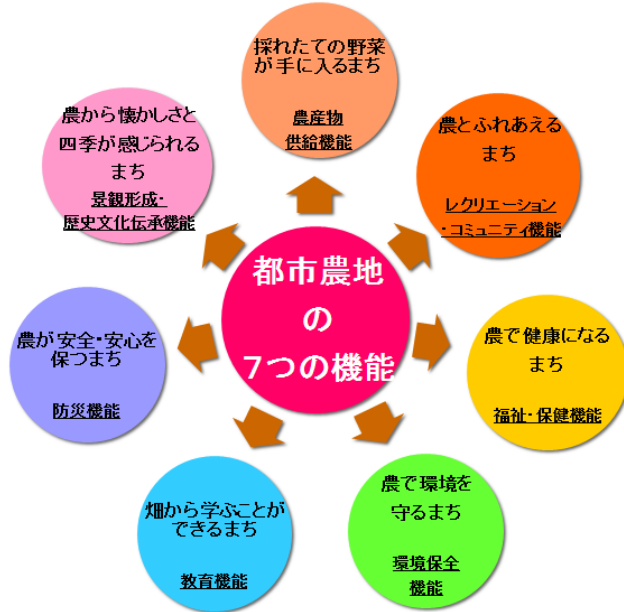 都市農地
の
7つの機能
採れたての野菜
が手に入るまち
農産物
供給機能
農とふれあえる
まち
レクリエーション
・コミュニティ機能
農で健康になる
まち
福祉・保健機能
農で環境を
守るまち
環境保全
機能
畑から学ぶことが
できるまち
教育機能
農が安全・安心を
保つまち
防災機能
農から懐かしさと
四季が感じられる
まち
景観形成・
歴史文化伝承機能